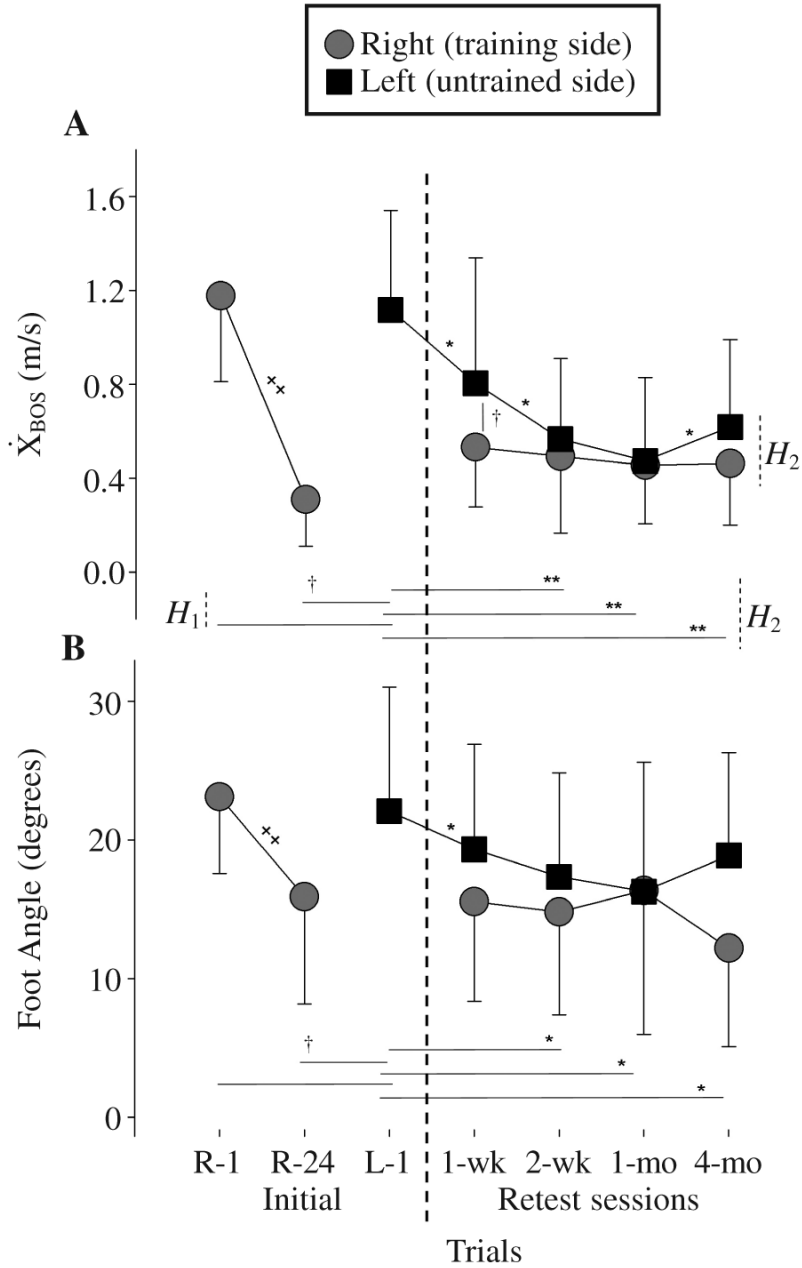 Right (training side)
Left (untrained side)
A
1.6
1.2
0.8
0.4
0.0
Ẋ_BOS (m/s)
××
*
*
†
*
H₂
†
**
**
**
H₁
H₂
B
30
20
10
0
Foot Angle (degrees)
××
*
†
*
*
*
R-1 R-24 L-1 1-wk 2-wk 1-mo 4-mo
Initial Retest sessions
Trials